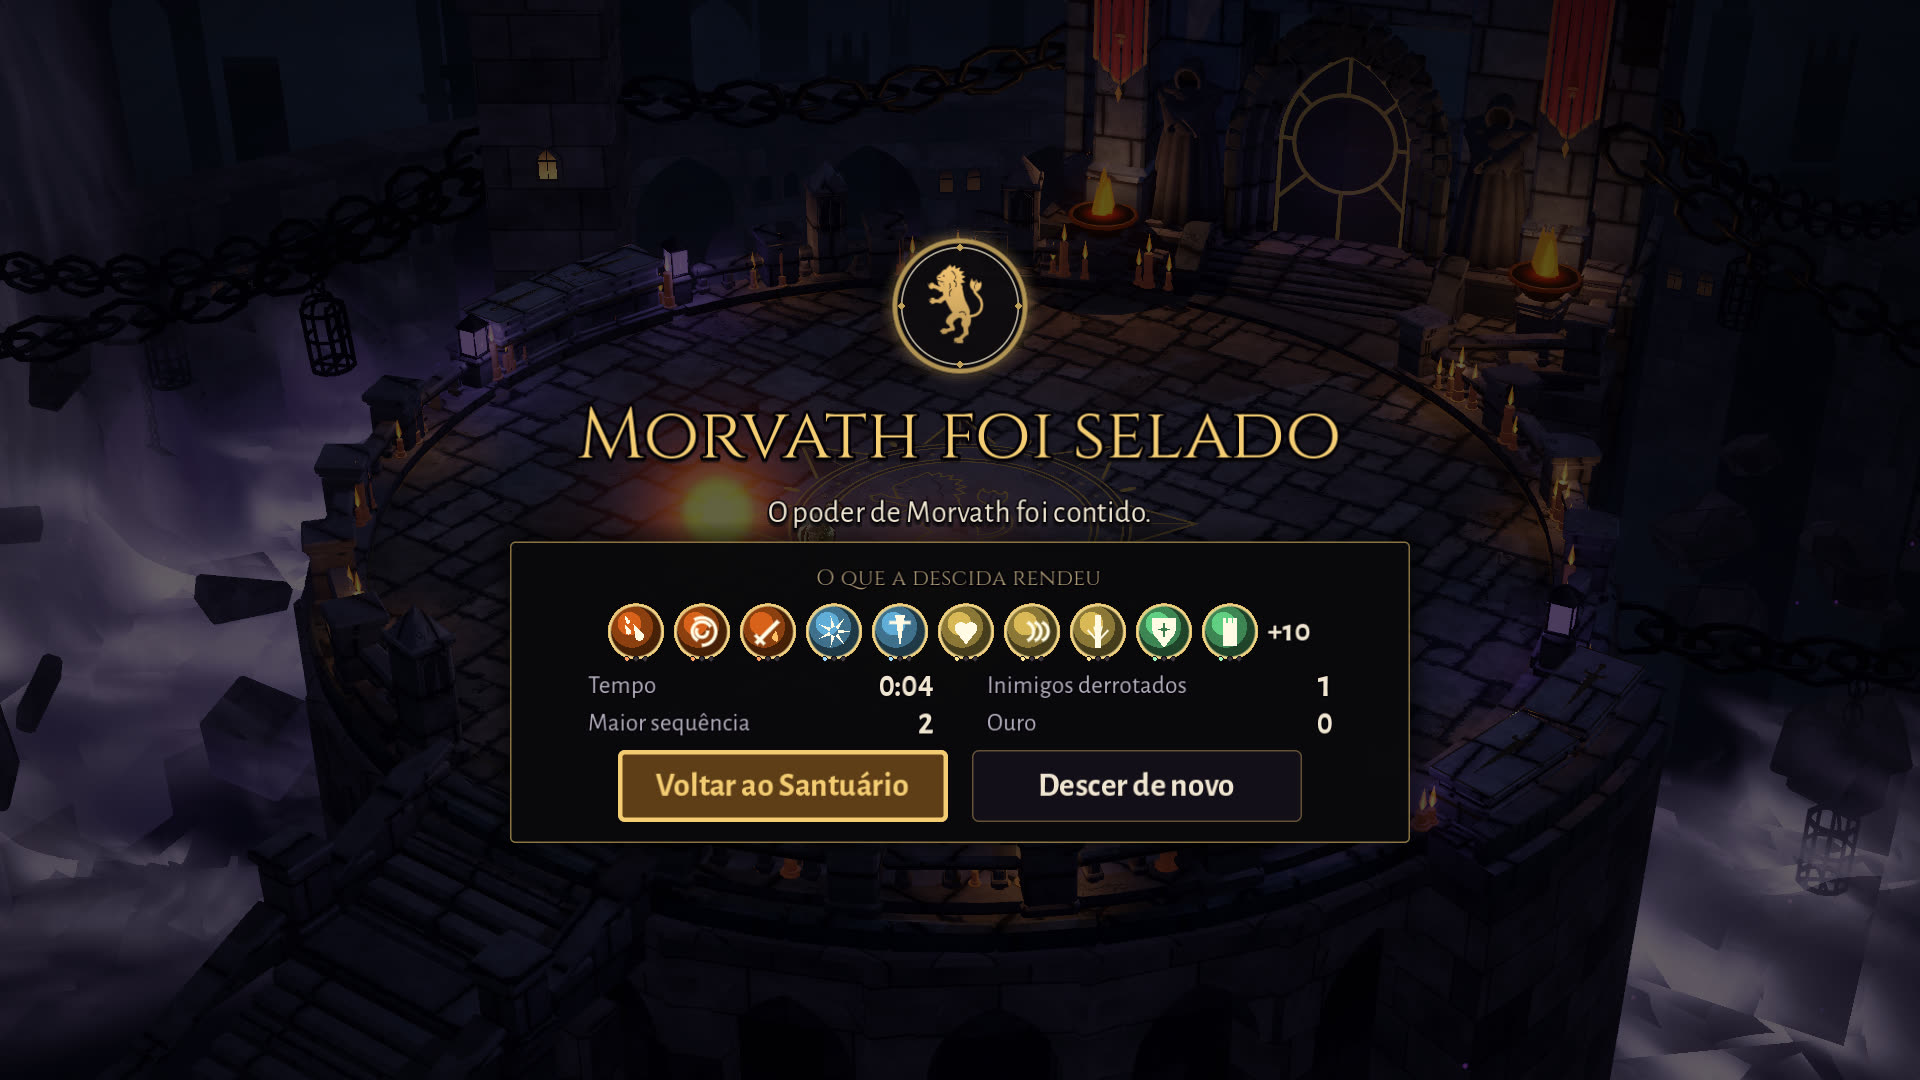 Morvath foi selado
O poder de Morvath foi contido.
O que a descida rendeu
+10
Tempo 0:04 Inimigos derrotados 1
Maior sequência 2 Ouro 0
Voltar ao Santuário Descer de novo